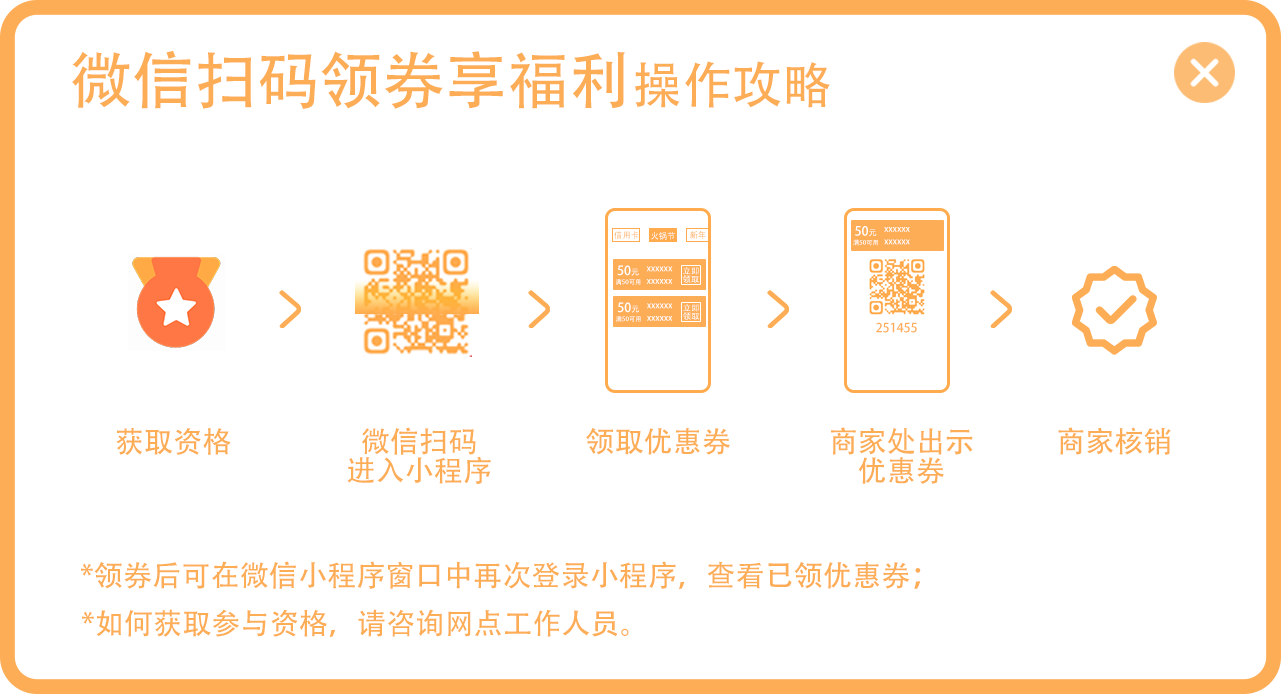 微信扫码领券享福利操作攻略
信用卡 火锅节 新年
50元 XXXXXX
满50可用 XXXXXX
立即
领取
50元 XXXXXX
满50可用 XXXXXX
立即
领取
50元 XXXXXX
满50可用 XXXXXX
251455
获取资格
微信扫码
进入小程序
领取优惠券
商家处出示
优惠券
商家核销
*领券后可在微信小程序窗口中再次登录小程序，查看已领优惠券；
*如何获取参与资格，请咨询网点工作人员。